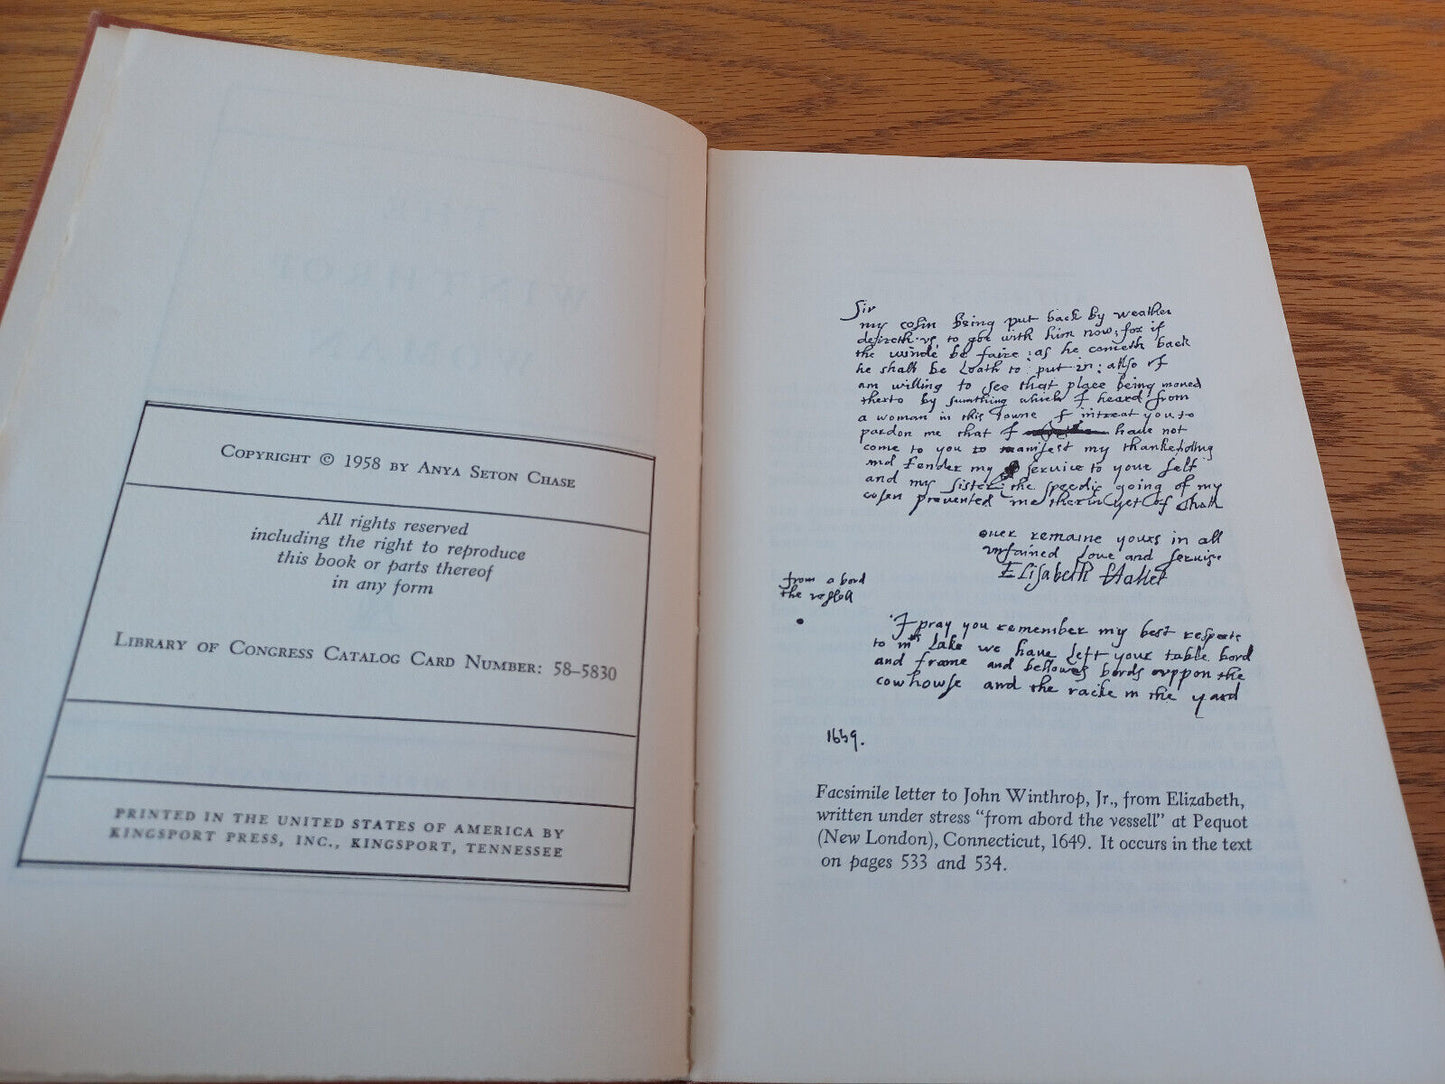 COPYRIGHT © 1958 BY ANYA SETON CHASE
All rights reserved
including the right to reproduce
this book or parts thereof
in any form
LIBRARY OF CONGRESS CATALOG CARD NUMBER: 58-5830
PRINTED IN THE UNITED STATES OF AMERICA BY
KINGSPORT PRESS, INC., KINGSPORT, TENNESSEE
Sir
my cosin being put back by weather
desireth us to goe with him now; for if
the winde be faire; as he cometh back
he shall be Loath to put in; allso I
am willing to see that place being moved
therto by sumthing which I heard from
a woman in this Towne I intreat you to
pardon me that I have not
come to you to manifest my thankefulling
and Tender my service to your self
and my sister; the speedie going of my
cosen prevented me therin yet I shall
ever remaine yours in all
unfained love and servise
Elisabeth Hallet
from a bord
the vessell
I pray you remember my best respects
to mrs Lake we have left your table bord
and frame and bellowes bords uppon the
cowhowse and the racke in the yard
1649.
Facsimile letter to John Winthrop, Jr., from Elizabeth,
written under stress "from abord the vessell" at Pequot
(New London), Connecticut, 1649. It occurs in the text
on pages 533 and 534.